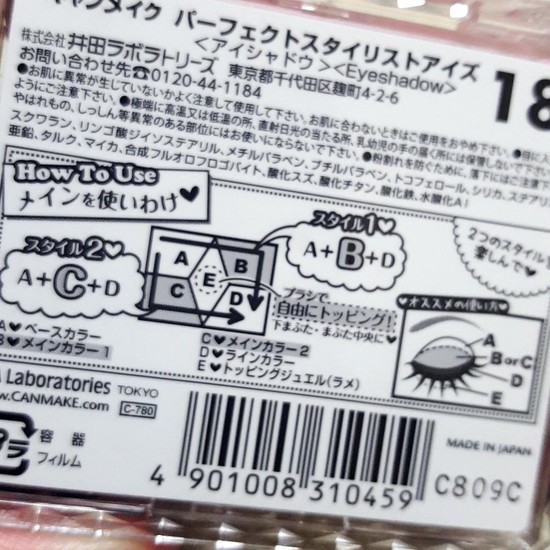 キャンメイク パーフェクトスタイリストアイズ 18
<アイシャドウ><Eyeshadow>
株式会社 井田ラボラトリーズ 東京都千代田区麹町4-2-6
お問い合わせ先☎0120-44-1184
●お肌に異常が生じていないかよく注意して使用して下さい。お肌に合わないときはご使用をおやめ下さい。
ようにご注意下さい。●極端に高温又は低温の所、直射日光の当たる所、乳幼児の手の届く所には保管しないで下さい。
やはれもの、しっしん等異常のある部位にはお使いにならないで下さい。●粉割れを防ぐために、落下にはご注意下
スクワラン、リンゴ酸ジイソステアリル、メチルパラベン、ブチルパラベン、トコフェロール、シリカ、ステアリ
亜鉛、タルク、マイカ、合成フルオロフロゴパイト、酸化スズ、酸化チタン、酸化鉄、水酸化Al
How To Use
メインを使いわけ♥
スタイル1♥
A+B+D
2つのスタイルを
楽しんで♥
スタイル2♥
A+C+D
A
B
C
D
E
ブラシで
自由にトッピング!
下まぶた・まぶた中央に♥
♥オススメの使い方♥
A
B or C
D
E
A♥ベースカラー
B♥メインカラー1
C♥メインカラー2
D♥ラインカラー
E♥トッピングジュエル(ラメ)
Laboratories TOKYO
w.CANMAKE.com C-780
プラ
容器
フィルム
MADE IN JAPAN
4 901008 310459
C809C